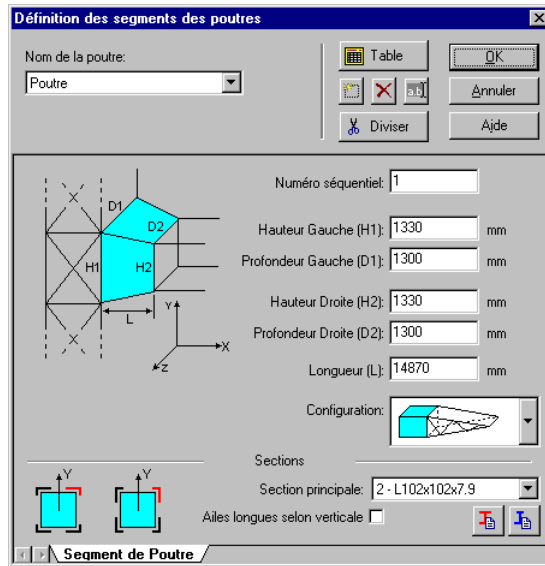 Définition des segments des poutres
Nom de la poutre:
Poutre
Table
OK
a.b
Annuler
Diviser
Aide
D1
D2
H1
H2
L
Y
X
Z
Numéro séquentiel: 1
Hauteur Gauche (H1): 1330 mm
Profondeur Gauche (D1): 1300 mm
Hauteur Droite (H2): 1330 mm
Profondeur Droite (D2): 1300 mm
Longueur (L): 14870 mm
Configuration:
Sections
Y
Y
Section principale: 2 - L102x102x7.9
Ailes longues selon verticale
Segment de Poutre